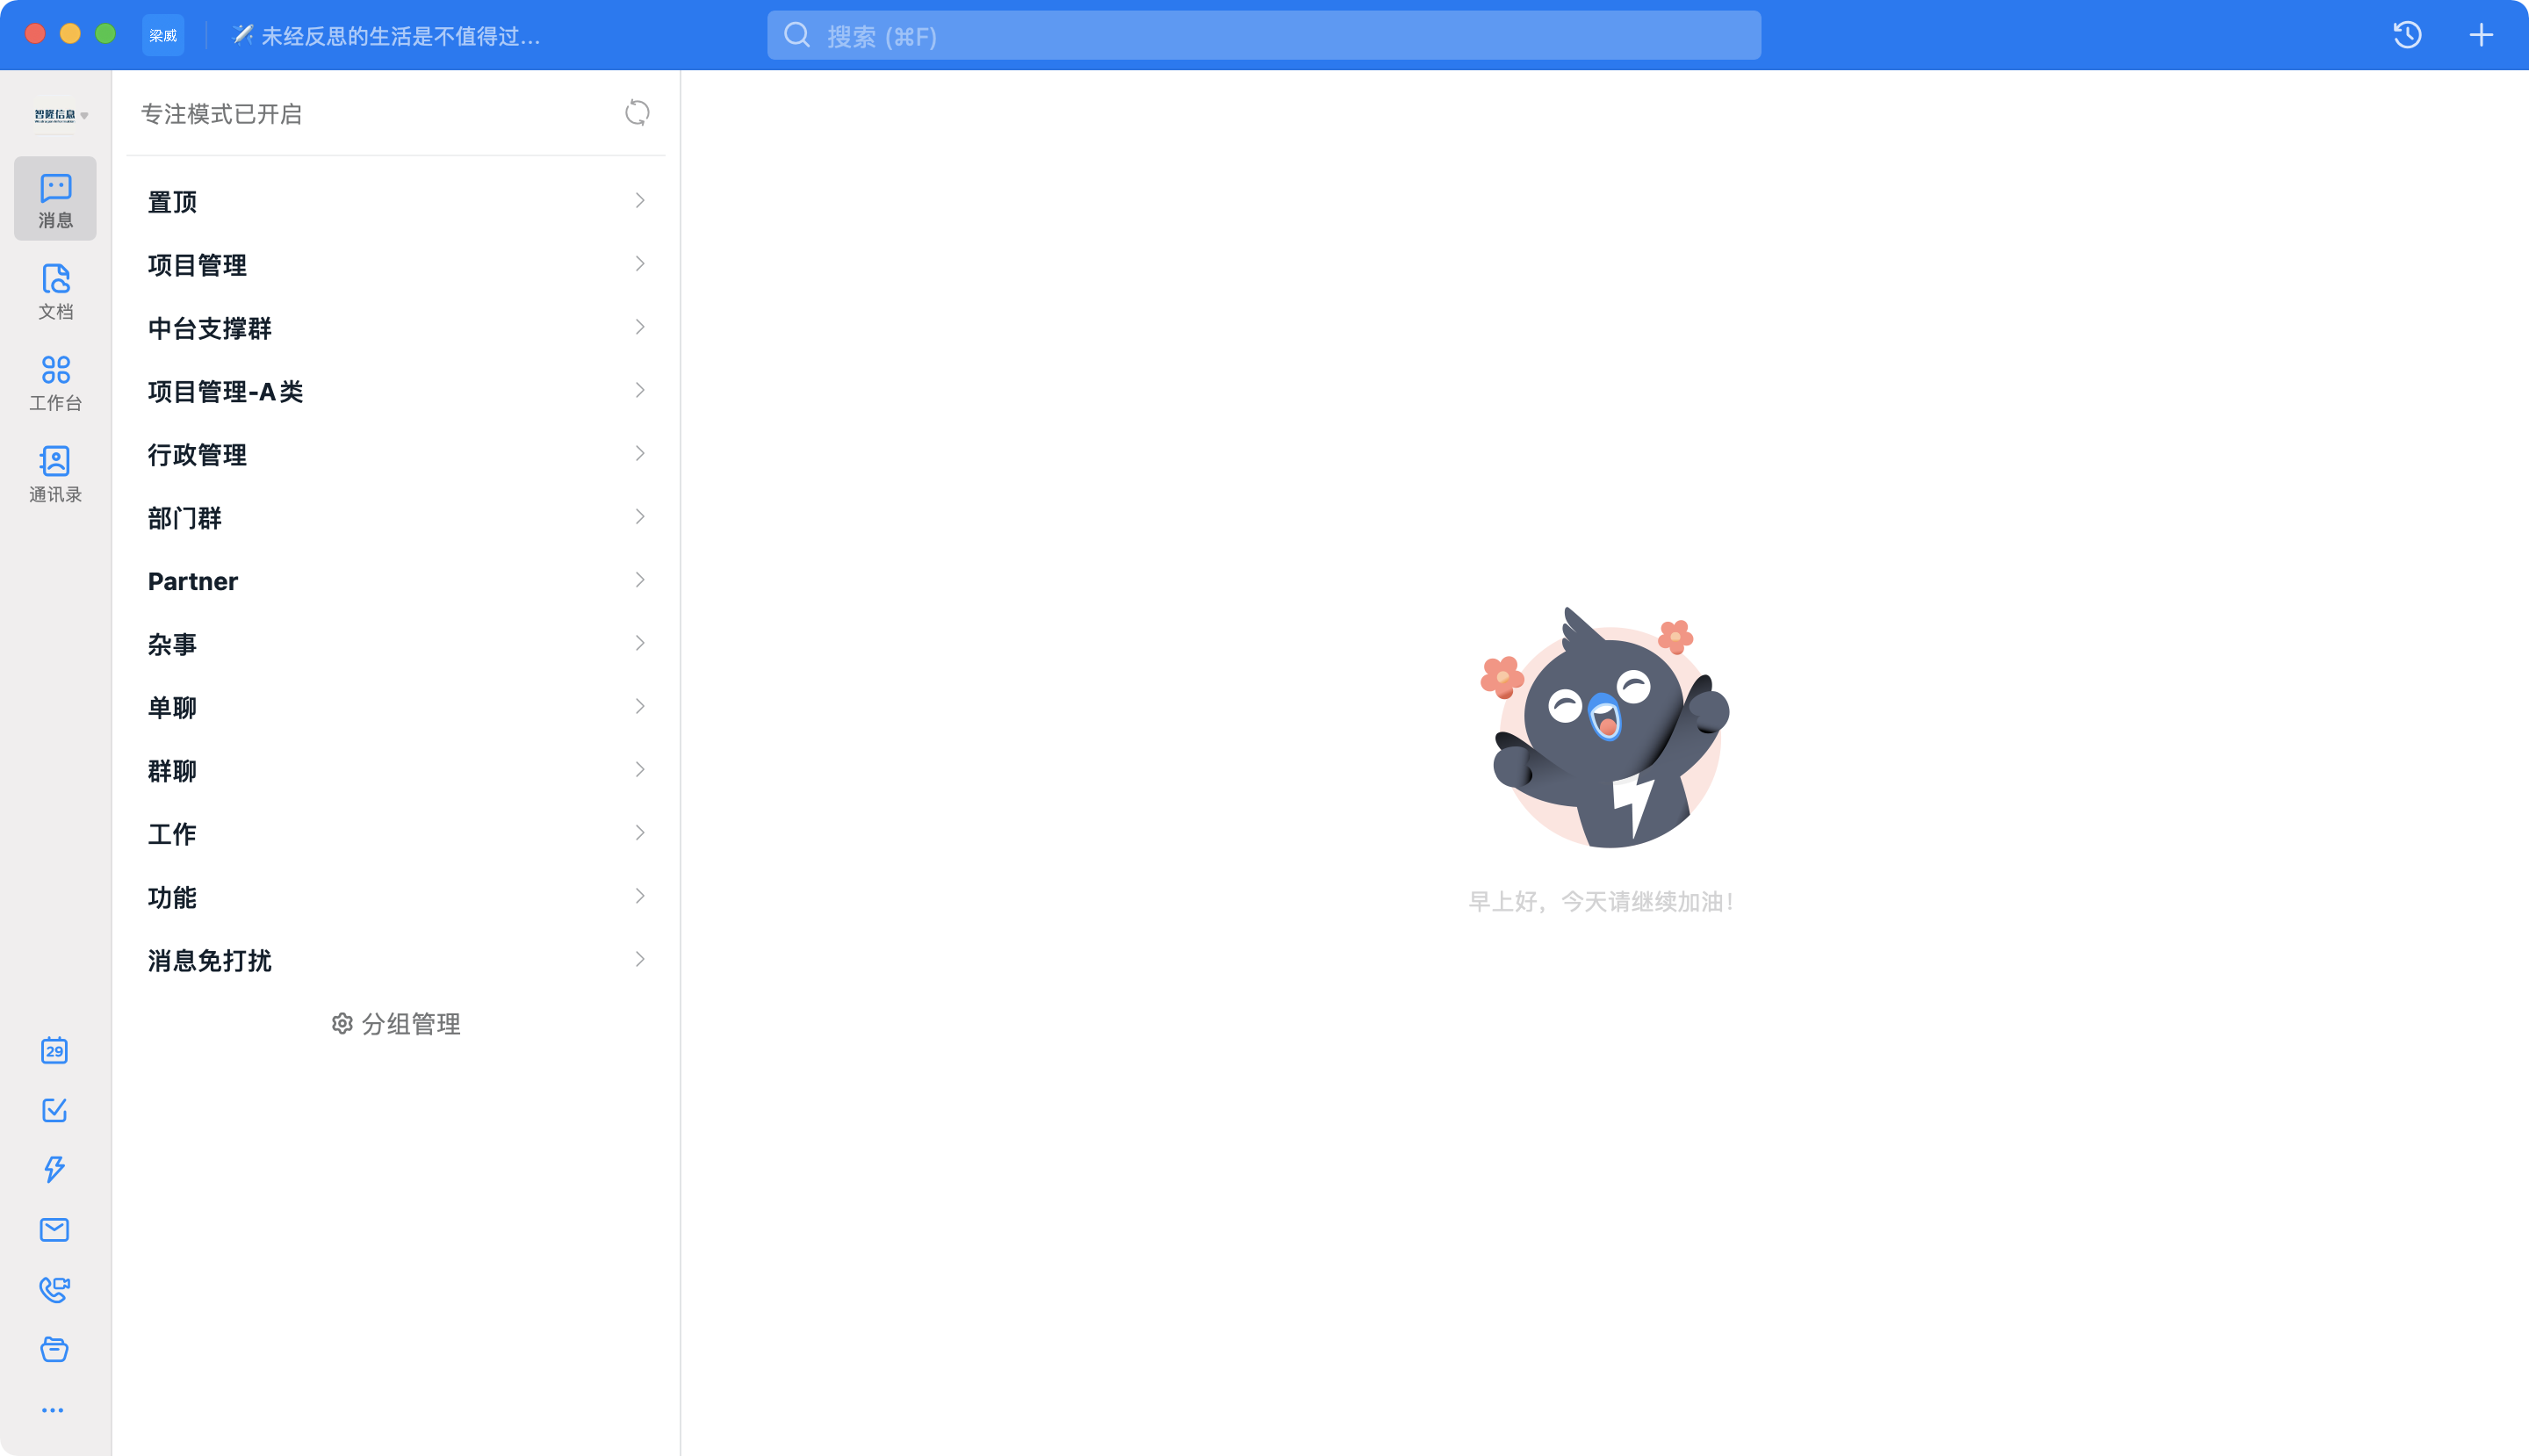 梁威
未经反思的生活是不值得过...
搜索 (⌘F)
智隆信息
专注模式已开启
消息
文档
工作台
通讯录
置顶
项目管理
中台支撑群
项目管理-A 类
行政管理
部门群
Partner
杂事
单聊
群聊
工作
功能
消息免打扰
分组管理
早上好，今天请继续加油！
29